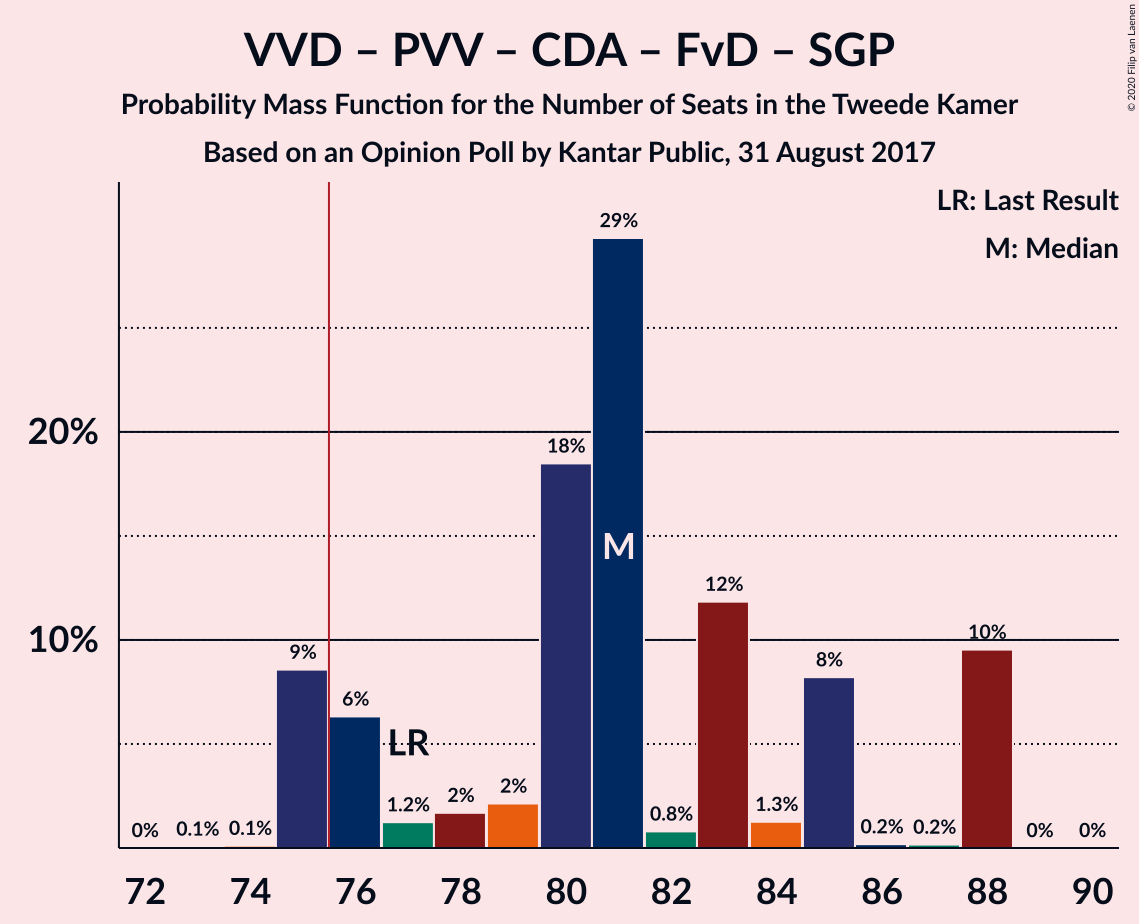 VVD – PVV – CDA – FvD – SGP
Probability Mass Function for the Number of Seats in the Tweede Kamer
Based on an Opinion Poll by Kantar Public, 31 August 2017
© 2020 Filip van Laenen
LR: Last Result
M: Median
20%
10%
0%
0.1%
0.1%
9%
6%
LR
1.2%
2%
2%
18%
29%
M
0.8%
12%
1.3%
8%
0.2%
0.2%
10%
0%
0%
72 74 76 78 80 82 84 86 88 90